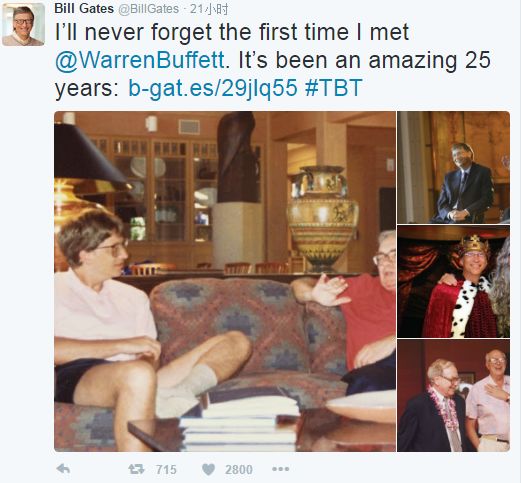 Bill Gates @BillGates · 21小时
I'll never forget the first time I met
@WarrenBuffett. It's been an amazing 25
years: b-gat.es/29jIq55 #TBT
715 2800